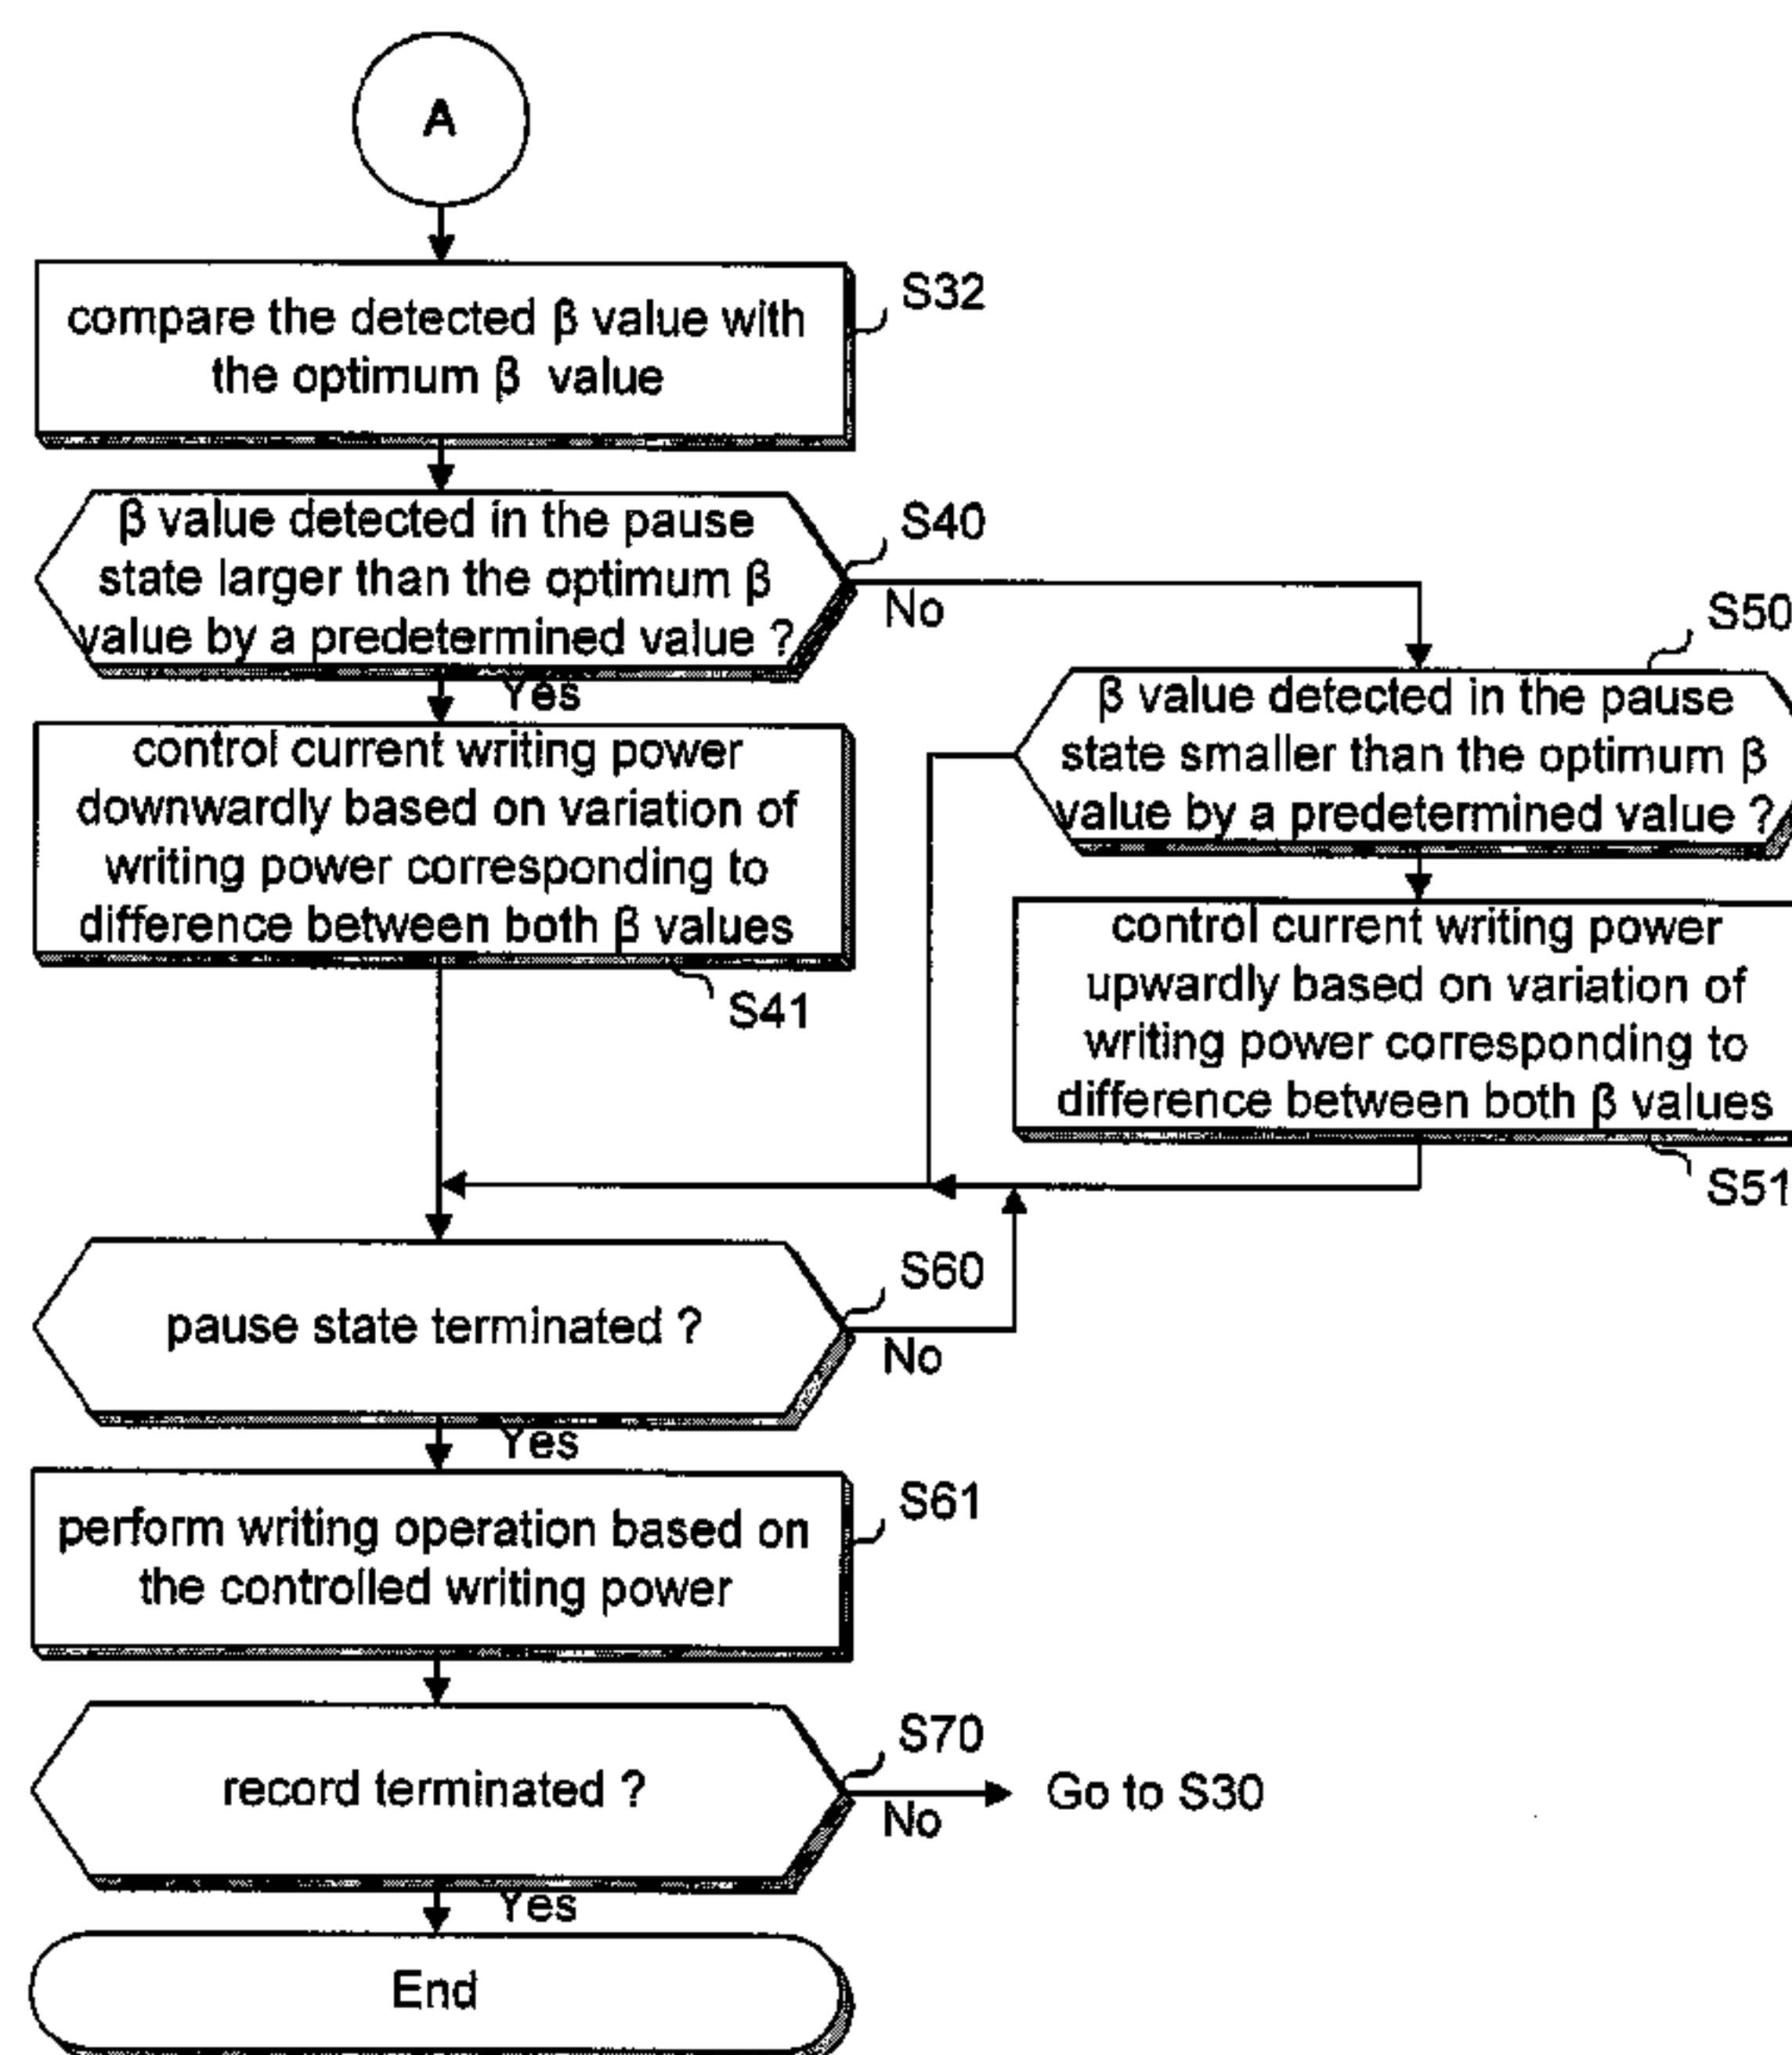 A
compare the detected β value with
the optimum β value
S32
β value detected in the pause
state larger than the optimum β
value by a predetermined value ?
S40
No
Yes
control current writing power
downwardly based on variation of
writing power corresponding to
difference between both β values
S41
S50
β value detected in the pause
state smaller than the optimum β
value by a predetermined value ?
control current writing power
upwardly based on variation of
writing power corresponding to
difference between both β values
S51
pause state terminated ?
S60
No
Yes
perform writing operation based on
the controlled writing power
S61
record terminated ?
S70
No
Go to S30
Yes
End